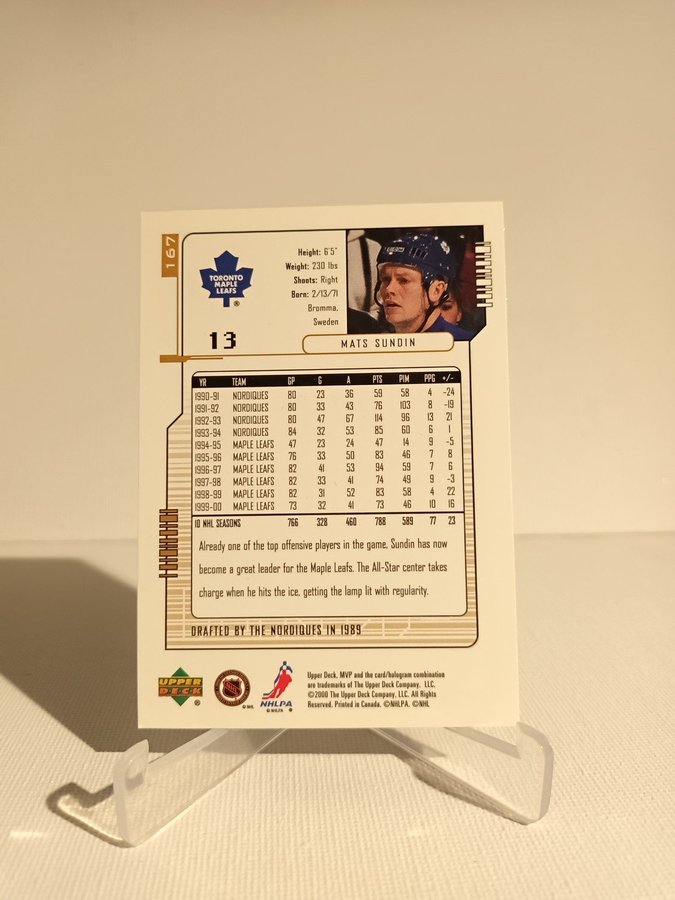 167
TORONTO
MAPLE
LEAFS
®
Height: 6'5"
Weight: 230 lbs
Shoots: Right
Born: 2/13/71
Bromma,
Sweden
13
MATS SUNDIN
YR TEAM GP G A PTS PIM PPG +/-
1990-91 NORDIQUES 80 23 36 59 58 4 -24
1991-92 NORDIQUES 80 33 43 76 103 8 -19
1992-93 NORDIQUES 80 47 67 114 96 13 21
1993-94 NORDIQUES 84 32 53 85 60 6 1
1994-95 MAPLE LEAFS 47 23 24 47 14 9 -5
1995-96 MAPLE LEAFS 76 33 50 83 46 7 8
1996-97 MAPLE LEAFS 82 41 53 94 59 7 6
1997-98 MAPLE LEAFS 82 33 41 74 49 9 -3
1998-99 MAPLE LEAFS 82 31 52 83 58 4 22
1999-00 MAPLE LEAFS 73 32 41 73 46 10 16
10 NHL SEASONS 766 328 460 788 589 77 23
Already one of the top offensive players in the game, Sundin has now
become a great leader for the Maple Leafs. The All-Star center takes
charge when he hits the ice, getting the lamp lit with regularity.
DRAFTED BY THE NORDIQUES IN 1989
UPPER
DECK
®
NHL
© NHL
NHLPA
© NHLPA ®
Upper Deck, MVP and the card/hologram combination
are trademarks of The Upper Deck Company, LLC.
©2000 The Upper Deck Company, LLC. All Rights
Reserved. Printed in Canada. ©NHLPA. ©NHL